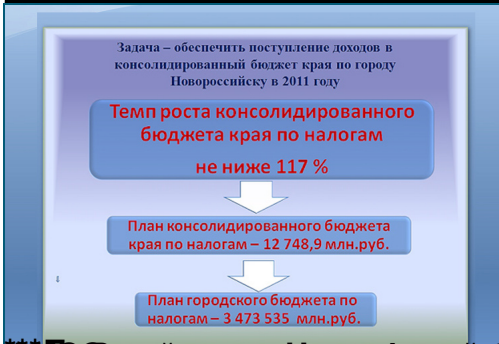 Задача – обеспечить поступление доходов в
консолидированный бюджет края по городу
Новороссийску в 2011 году
Темп роста консолидированного
бюджета края по налогам
не ниже 117 %
План консолидированного бюджета
края по налогам – 12 748,9 млн.руб.
План городского бюджета по
налогам – 3 473 535 млн.руб.